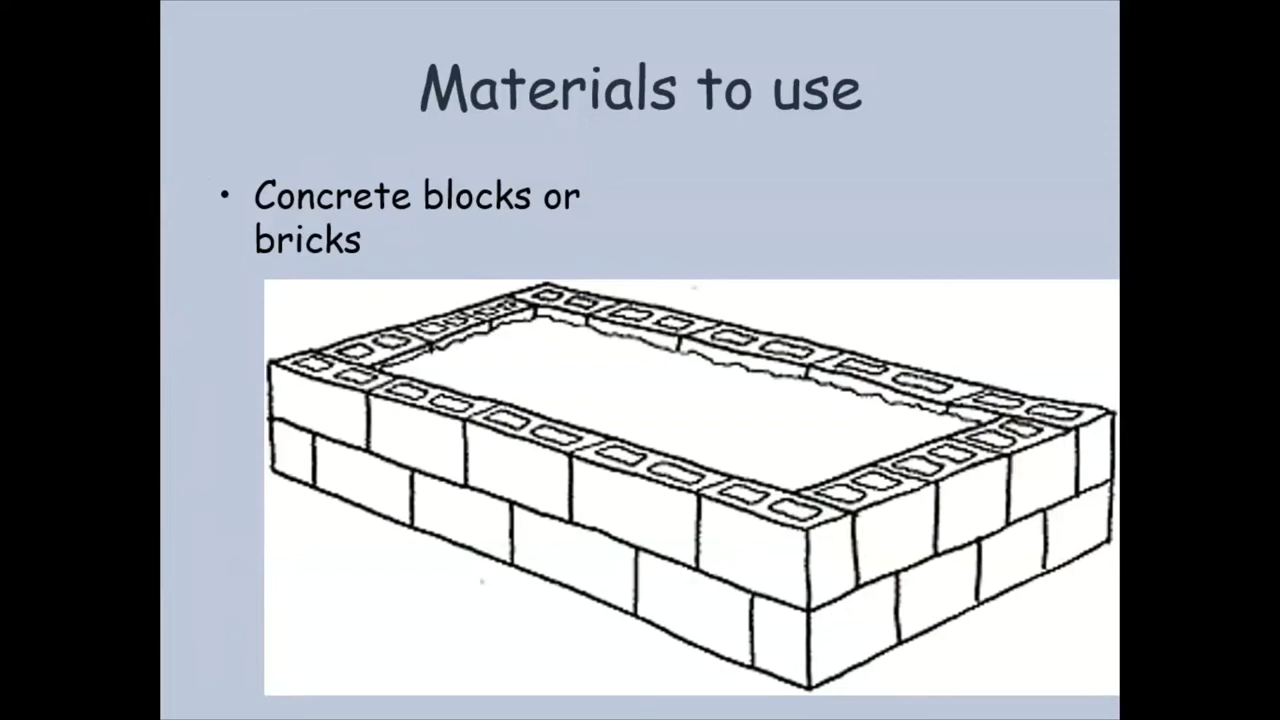 Materials to use
• Concrete blocks or
bricks